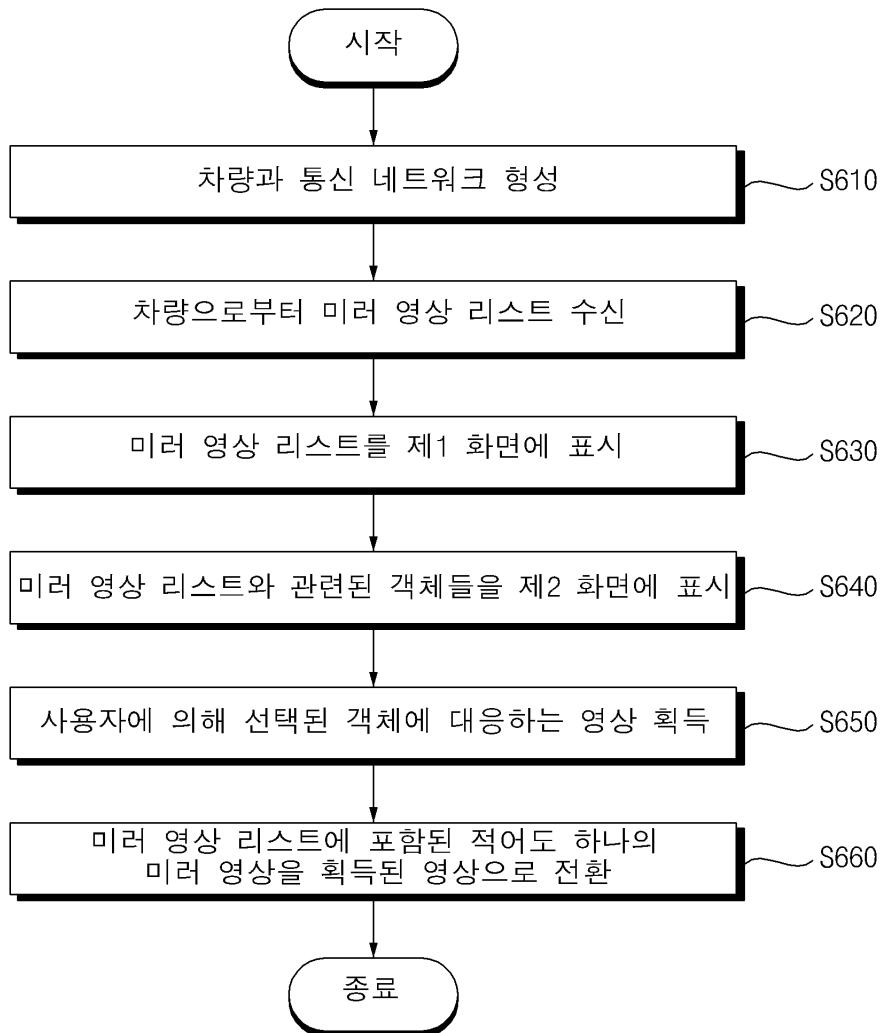 시작
차량과 통신 네트워크 형성
S610
차량으로부터 미러 영상 리스트 수신
S620
미러 영상 리스트를 제1 화면에 표시
S630
미러 영상 리스트와 관련된 객체들을 제2 화면에 표시
S640
사용자에 의해 선택된 객체에 대응하는 영상 획득
S650
미러 영상 리스트에 포함된 적어도 하나의
미러 영상을 획득된 영상으로 전환
S660
종료